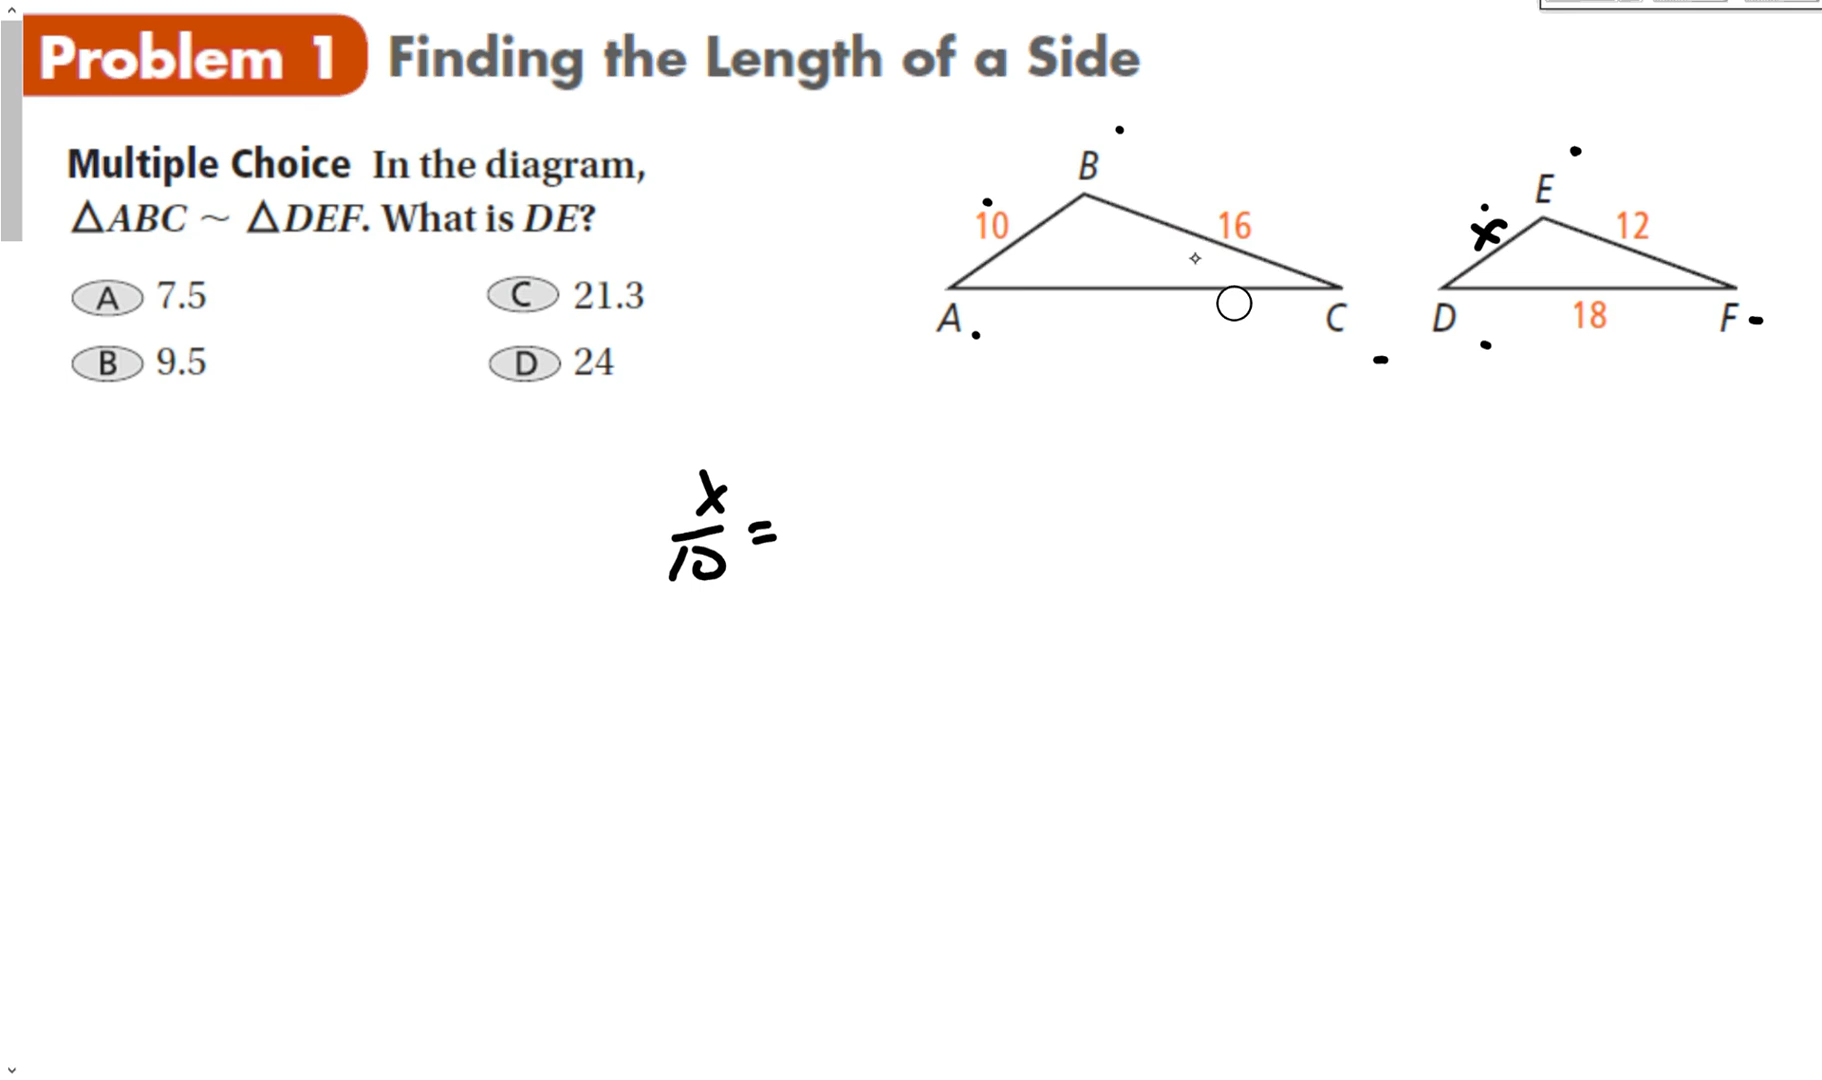 Problem 1 Finding the Length of a Side
Multiple Choice In the diagram,
△ABC ~ △DEF. What is DE?
A 7.5
C 21.3
B 9.5
D 24
B
10
16
A
C
E
x
12
D
18
F
x
10 =